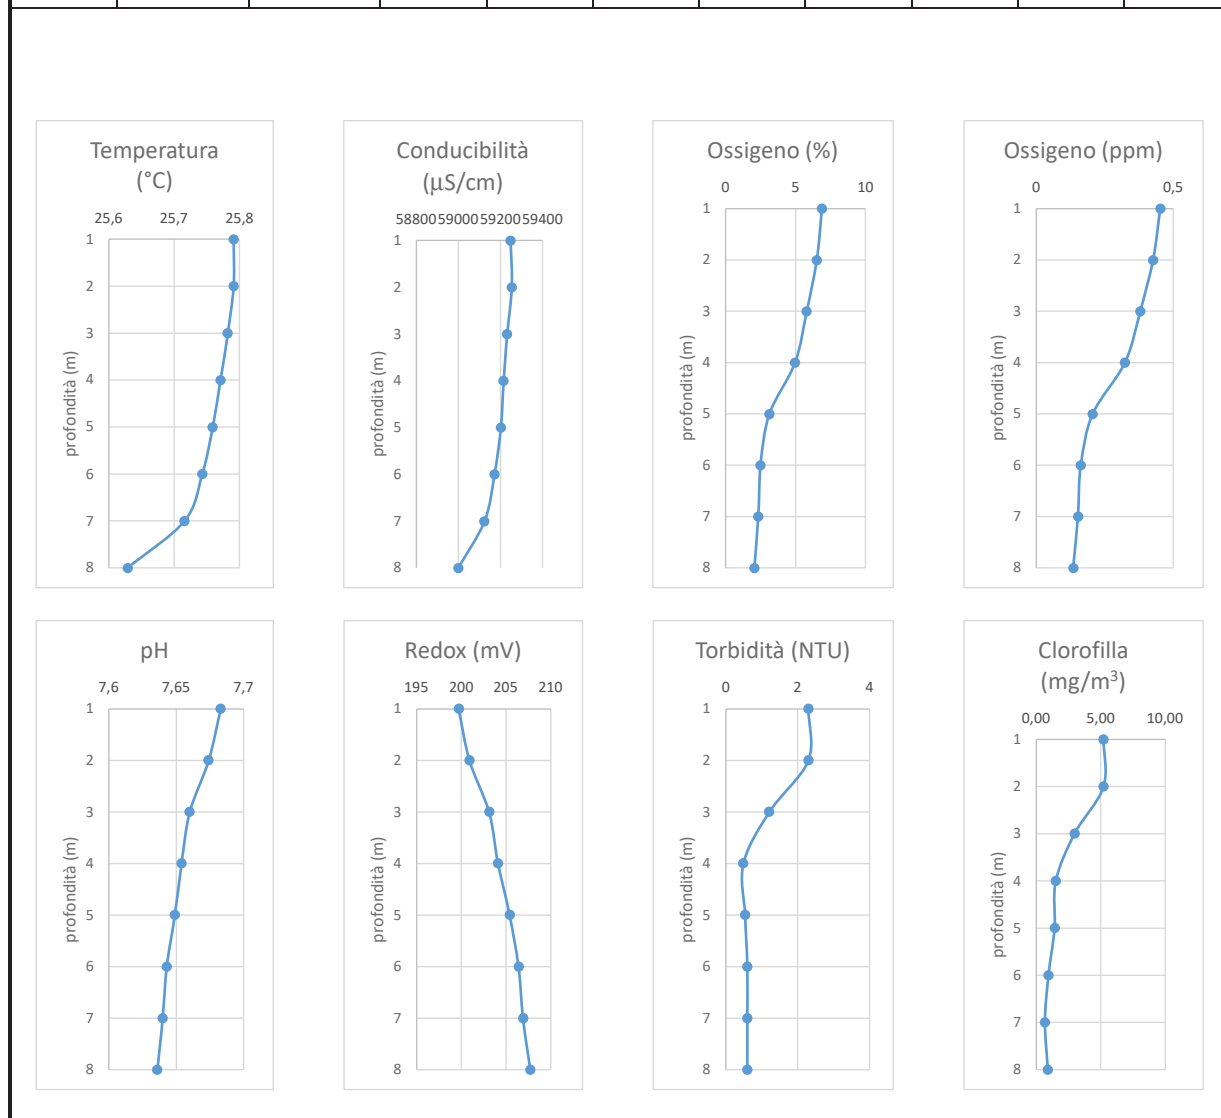 Temperatura
(°C)
25,6 25,7 25,8
1
2
3
4
5
6
7
8
profondità (m)
Conducibilità
(µS/cm)
58800 59000 59200 59400
1
2
3
4
5
6
7
8
profondità (m)
Ossigeno (%)
0 5 10
1
2
3
4
5
6
7
8
profondità (m)
Ossigeno (ppm)
0 0,5
1
2
3
4
5
6
7
8
profondità (m)
pH
7,6 7,65 7,7
1
2
3
4
5
6
7
8
profondità (m)
Redox (mV)
195 200 205 210
1
2
3
4
5
6
7
8
profondità (m)
Torbidità (NTU)
0 2 4
1
2
3
4
5
6
7
8
profondità (m)
Clorofilla
(mg/m³)
0,00 5,00 10,00
1
2
3
4
5
6
7
8
profondità (m)